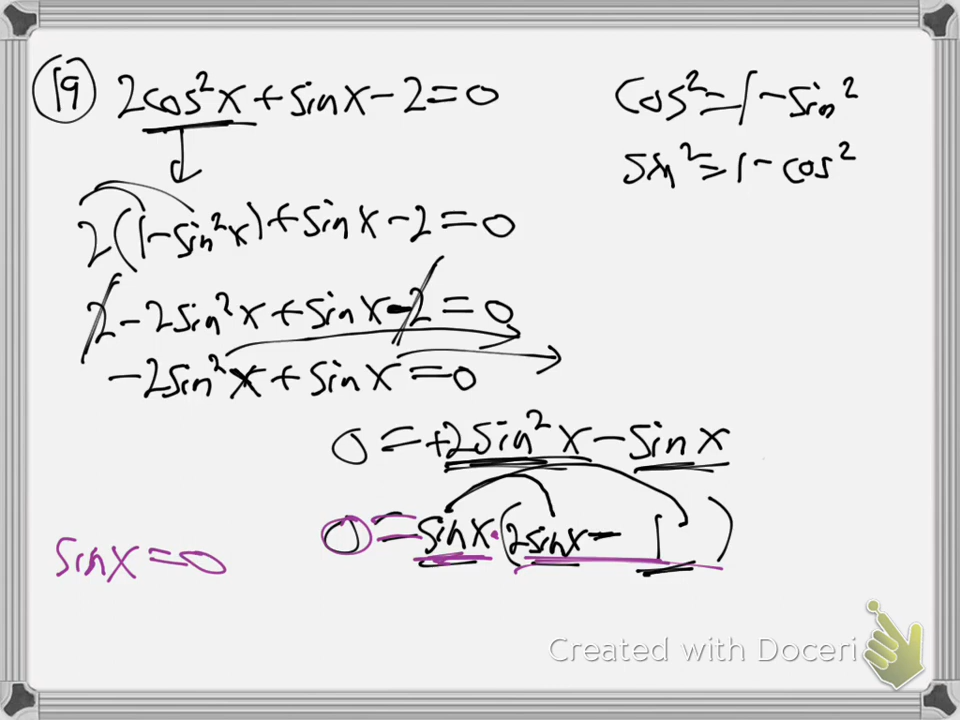 19 2cos²x + sinx - 2 = 0
cos² = 1 - sin²
sin² = 1 - cos²
2(1 - sin²x) + sinx - 2 = 0
2 - 2sin²x + sinx - 2 = 0
-2sin²x + sinx = 0
0 = +2sin²x - sinx
0 = sinx · (2sinx - 1)
sinx = 0
Created with Doceri